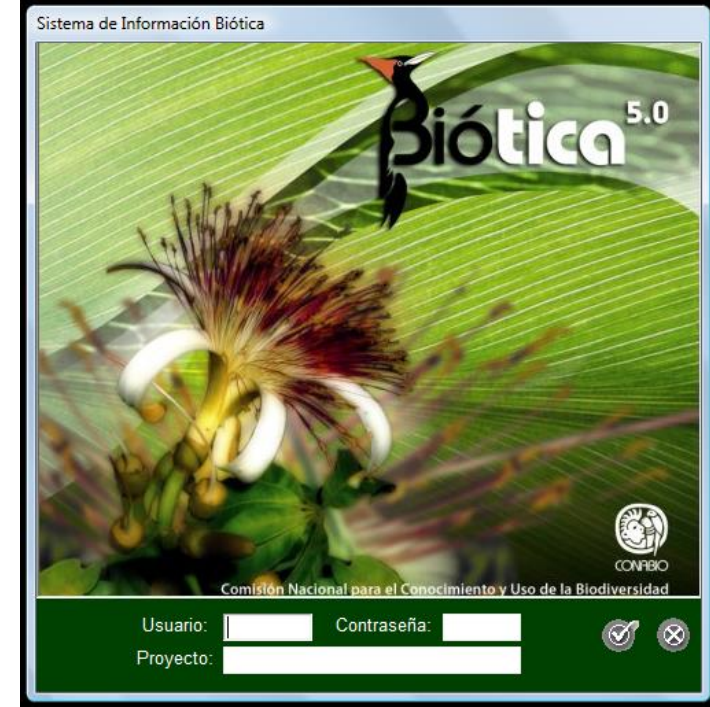 Sistema de Información Biótica
Biótica 5.0
CONABIO
Comisión Nacional para el Conocimiento y Uso de la Biodiversidad
Usuario: Contraseña:
Proyecto: